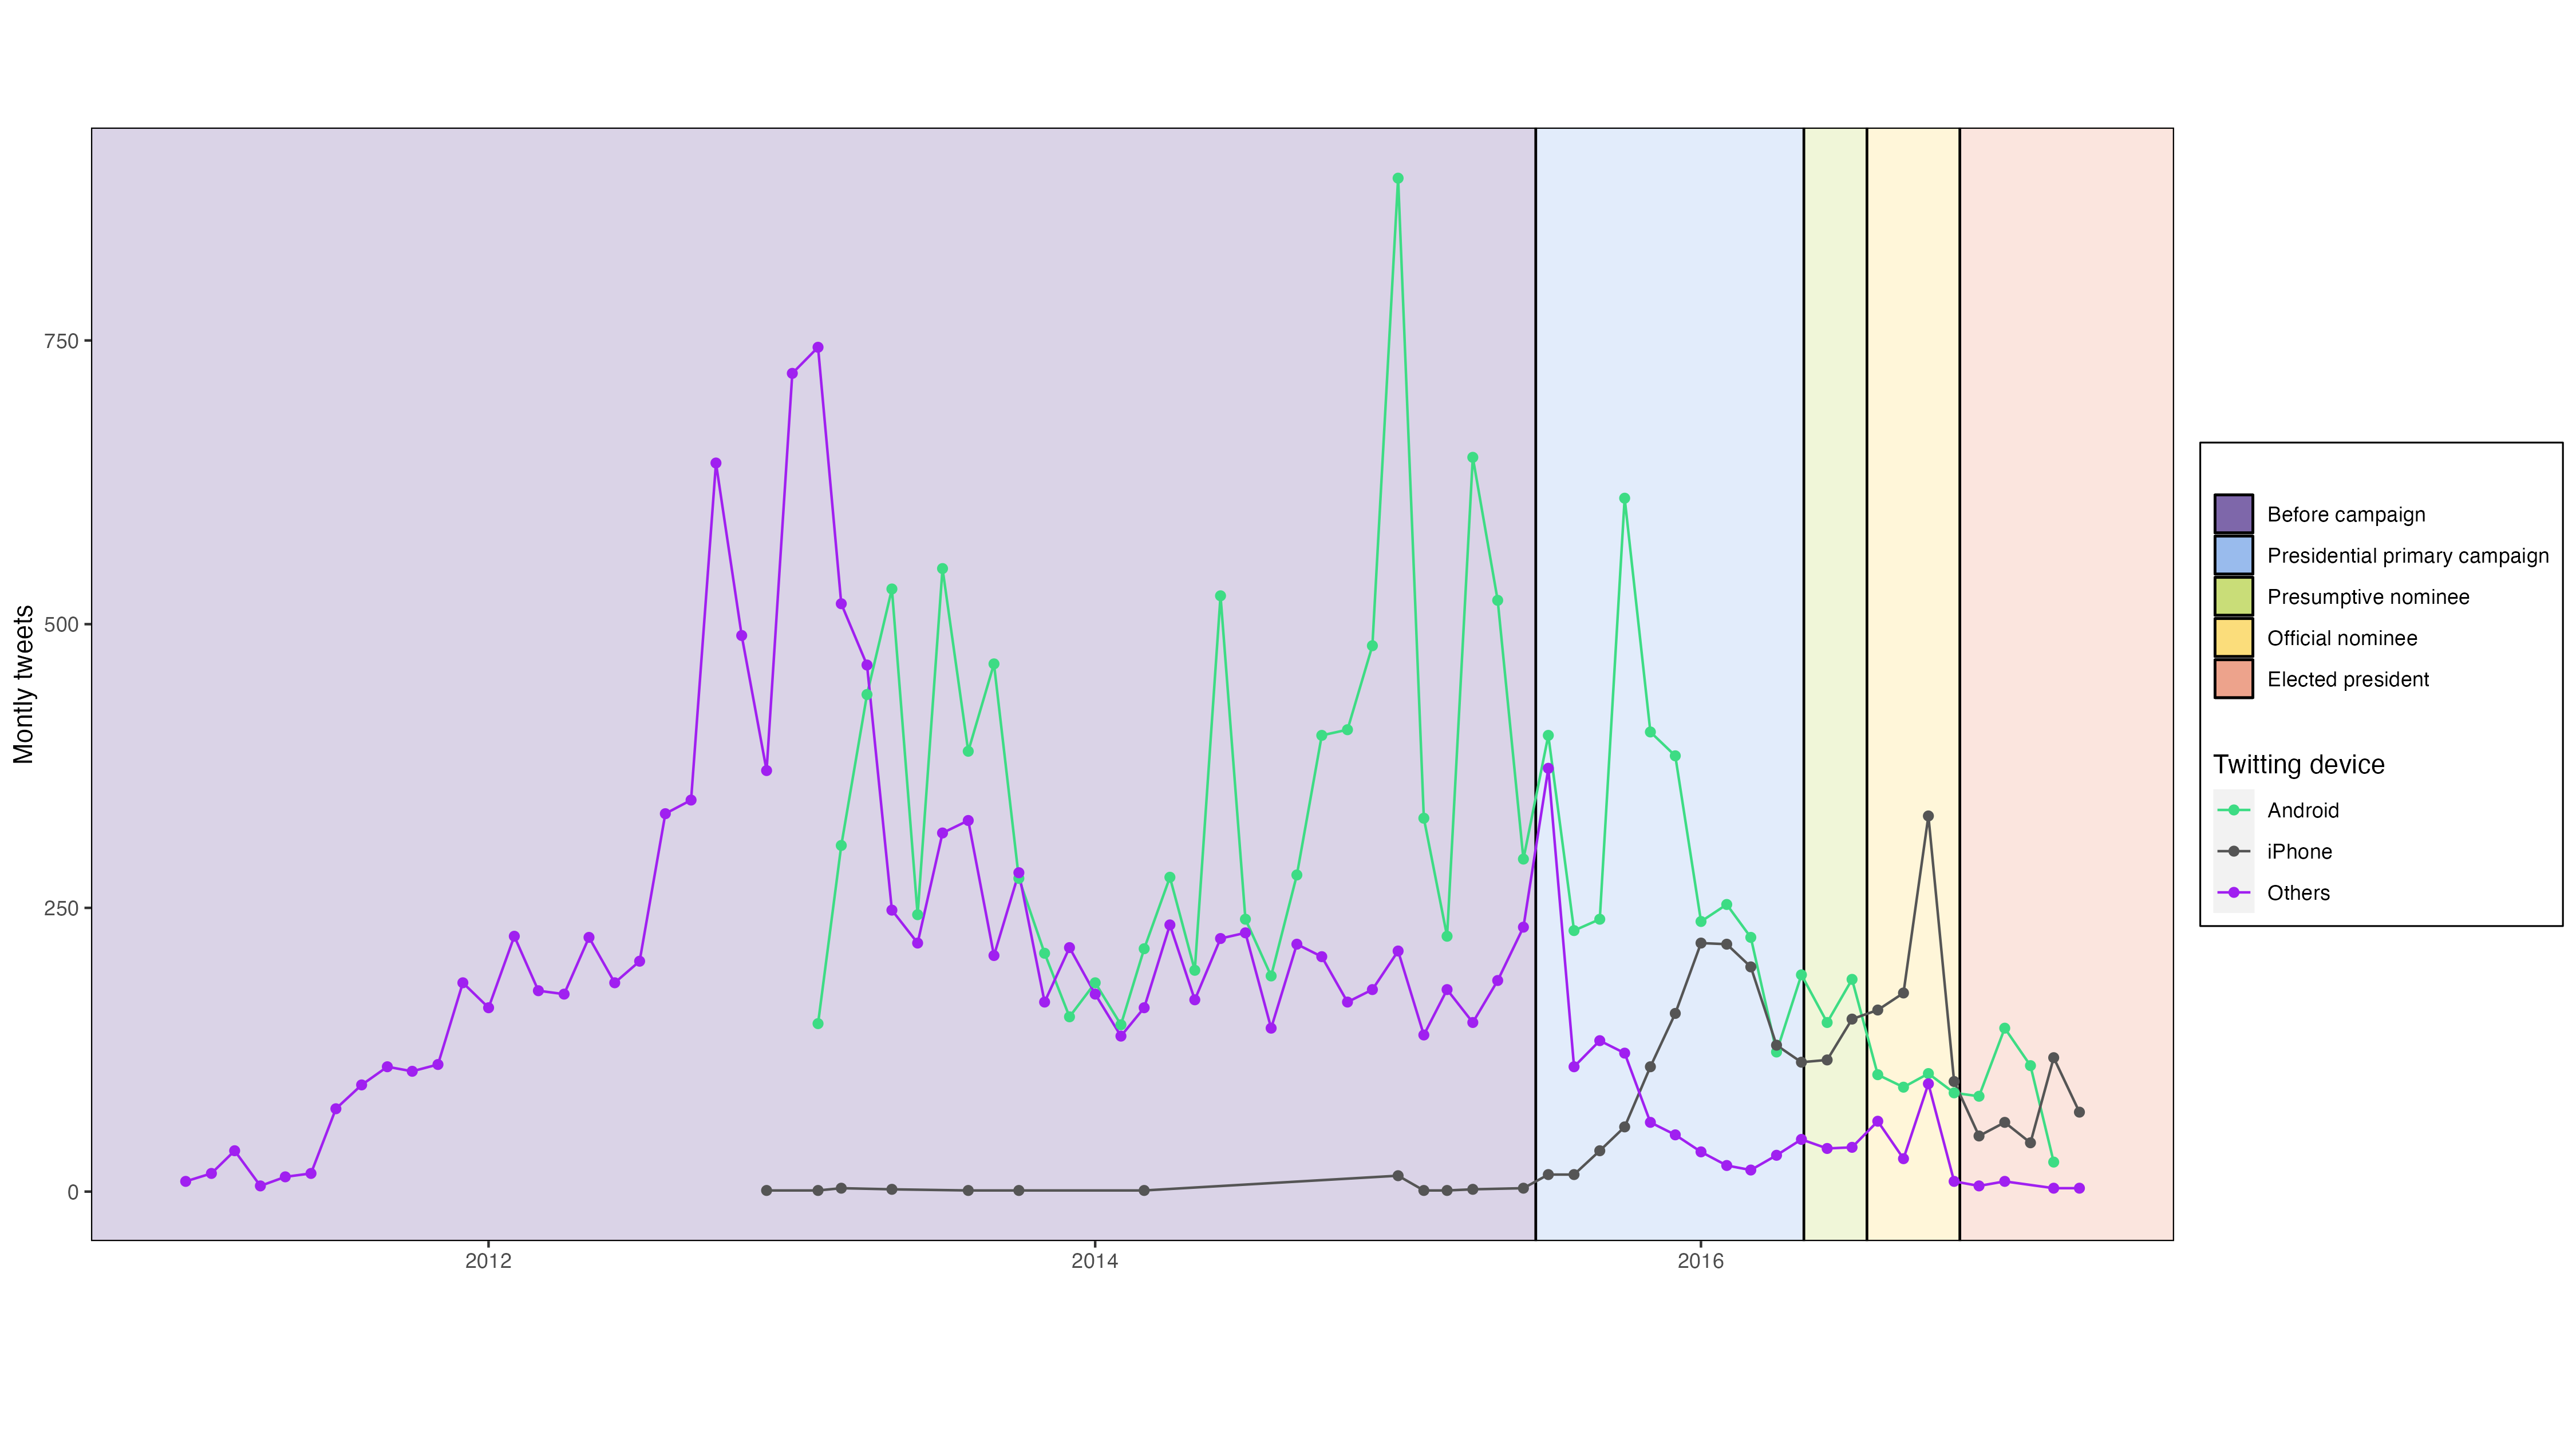 Montly tweets
750
500
250
0
2012
2014
2016
Before campaign
Presidential primary campaign
Presumptive nominee
Official nominee
Elected president
Twitting device
Android
iPhone
Others